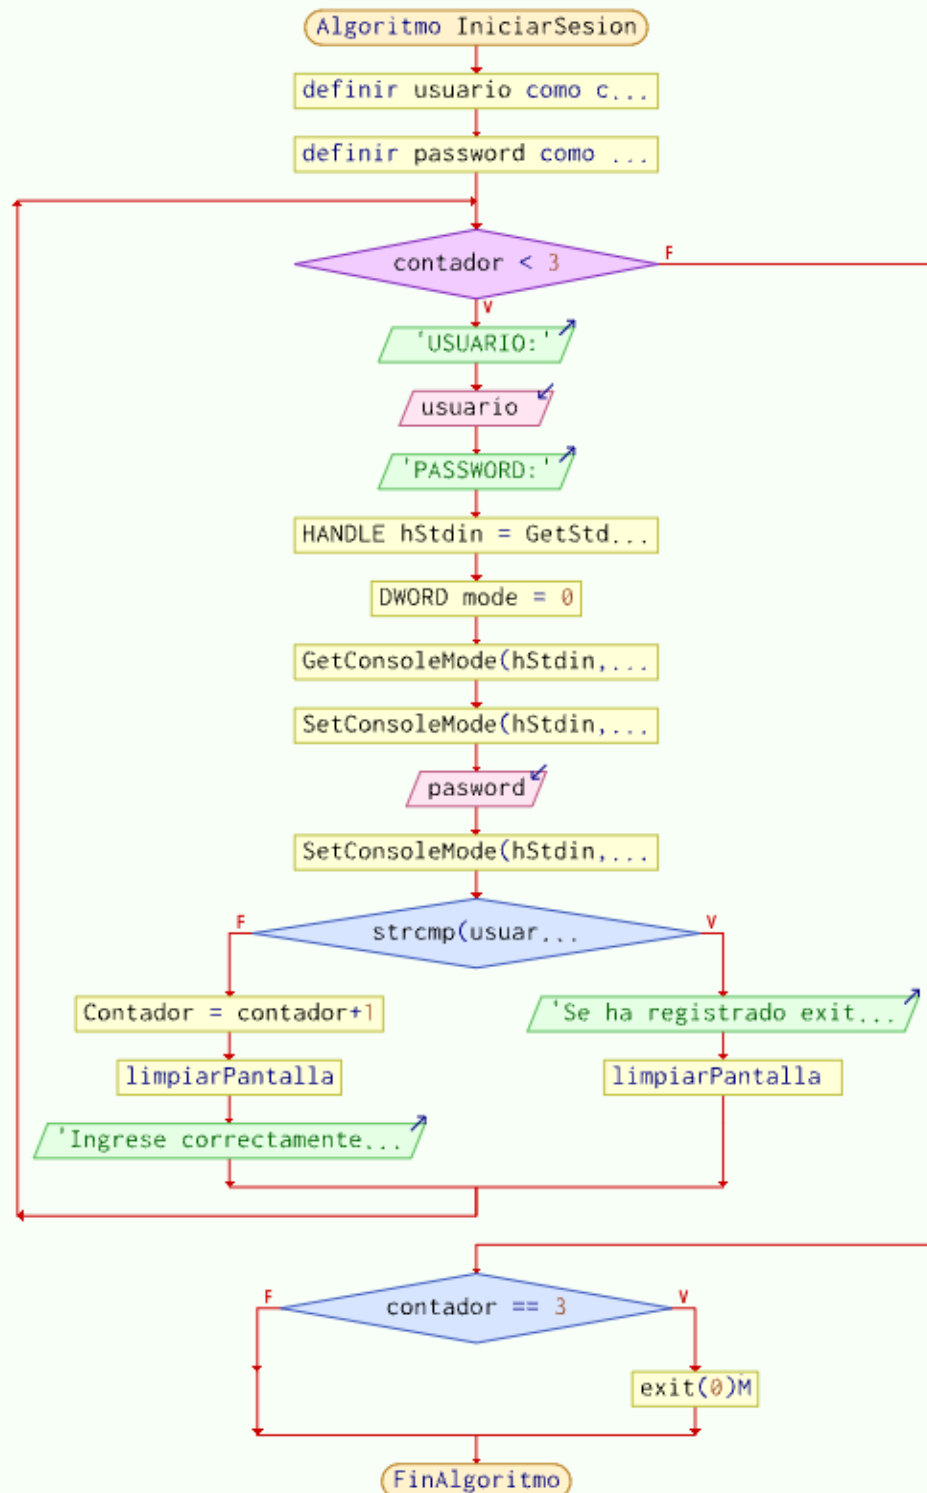 Algoritmo IniciarSesion
definir usuario como c...
definir password como ...
contador < 3
F
V
'USUARIO:'
usuario
'PASSWORD:'
HANDLE hStdin = GetStd...
DWORD mode = 0
GetConsoleMode(hStdin,...
SetConsoleMode(hStdin,...
pasword
SetConsoleMode(hStdin,...
strcmp(usuar...
F
V
Contador = contador+1
'Se ha registrado exit...
limpiarPantalla
limpiarPantalla
'Ingrese correctamente...
contador == 3
F
V
exit(0)M
FinAlgoritmo